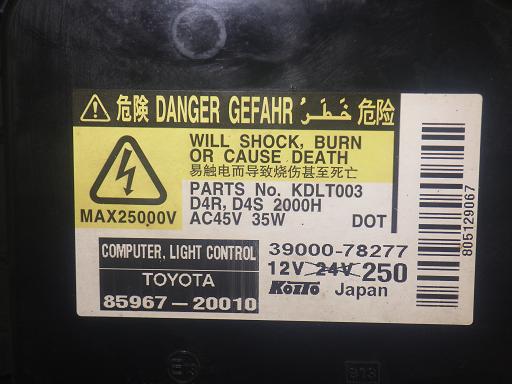 ⚠ 危険 DANGER GEFAHR خَطَرْ 危险
WILL SHOCK, BURN
OR CAUSE DEATH
易触电而导致烧伤甚至死亡
MAX25000V
PARTS No. KDLT003
D4R, D4S 2000H
AC45V 35W DOT
805129067
COMPUTER, LIGHT CONTROL
TOYOTA
85967-20010
39000-78277
12V 24V 250
KOITO Japan